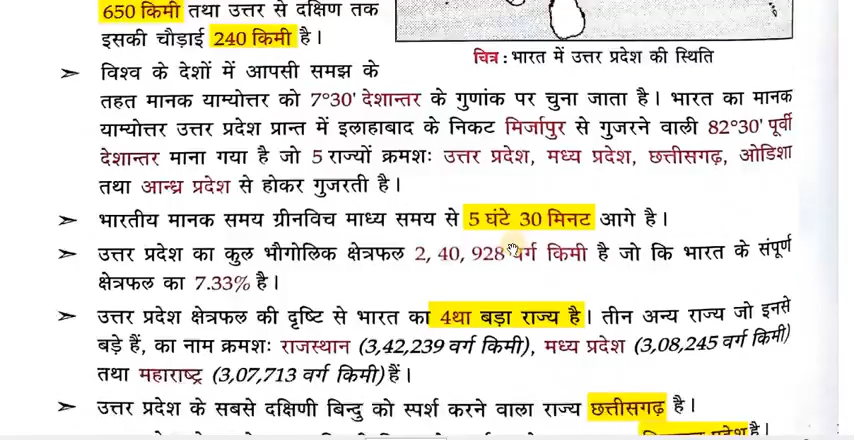 650 किमी तथा उत्तर से दक्षिण तक
इसकी चौड़ाई 240 किमी है।
चित्र : भारत में उत्तर प्रदेश की स्थिति
➢ विश्व के देशों में आपसी समझ के
तहत मानक याम्योत्तर को 7°30' देशान्तर के गुणांक पर चुना जाता है। भारत का मानक
याम्योत्तर उत्तर प्रदेश प्रान्त में इलाहाबाद के निकट मिर्जापुर से गुजरने वाली 82°30' पूर्वी
देशान्तर माना गया है जो 5 राज्यों क्रमशः उत्तर प्रदेश, मध्य प्रदेश, छत्तीसगढ़, ओडिशा
तथा आन्ध्र प्रदेश से होकर गुजरती है।
➢ भारतीय मानक समय ग्रीनविच माध्य समय से 5 घंटे 30 मिनट आगे है।
➢ उत्तर प्रदेश का कुल भौगोलिक क्षेत्रफल 2, 40, 928 वर्ग किमी है जो कि भारत के संपूर्ण
क्षेत्रफल का 7.33% है।
➢ उत्तर प्रदेश क्षेत्रफल की दृष्टि से भारत का 4था बड़ा राज्य है। तीन अन्य राज्य जो इनसे
बड़े हैं, का नाम क्रमशः राजस्थान (3,42,239 वर्ग किमी), मध्य प्रदेश (3,08,245 वर्ग किमी)
तथा महाराष्ट्र (3,07,713 वर्ग किमी) हैं।
➢ उत्तर प्रदेश के सबसे दक्षिणी बिन्दु को स्पर्श करने वाला राज्य छत्तीसगढ़ है।
प्रदेश है।